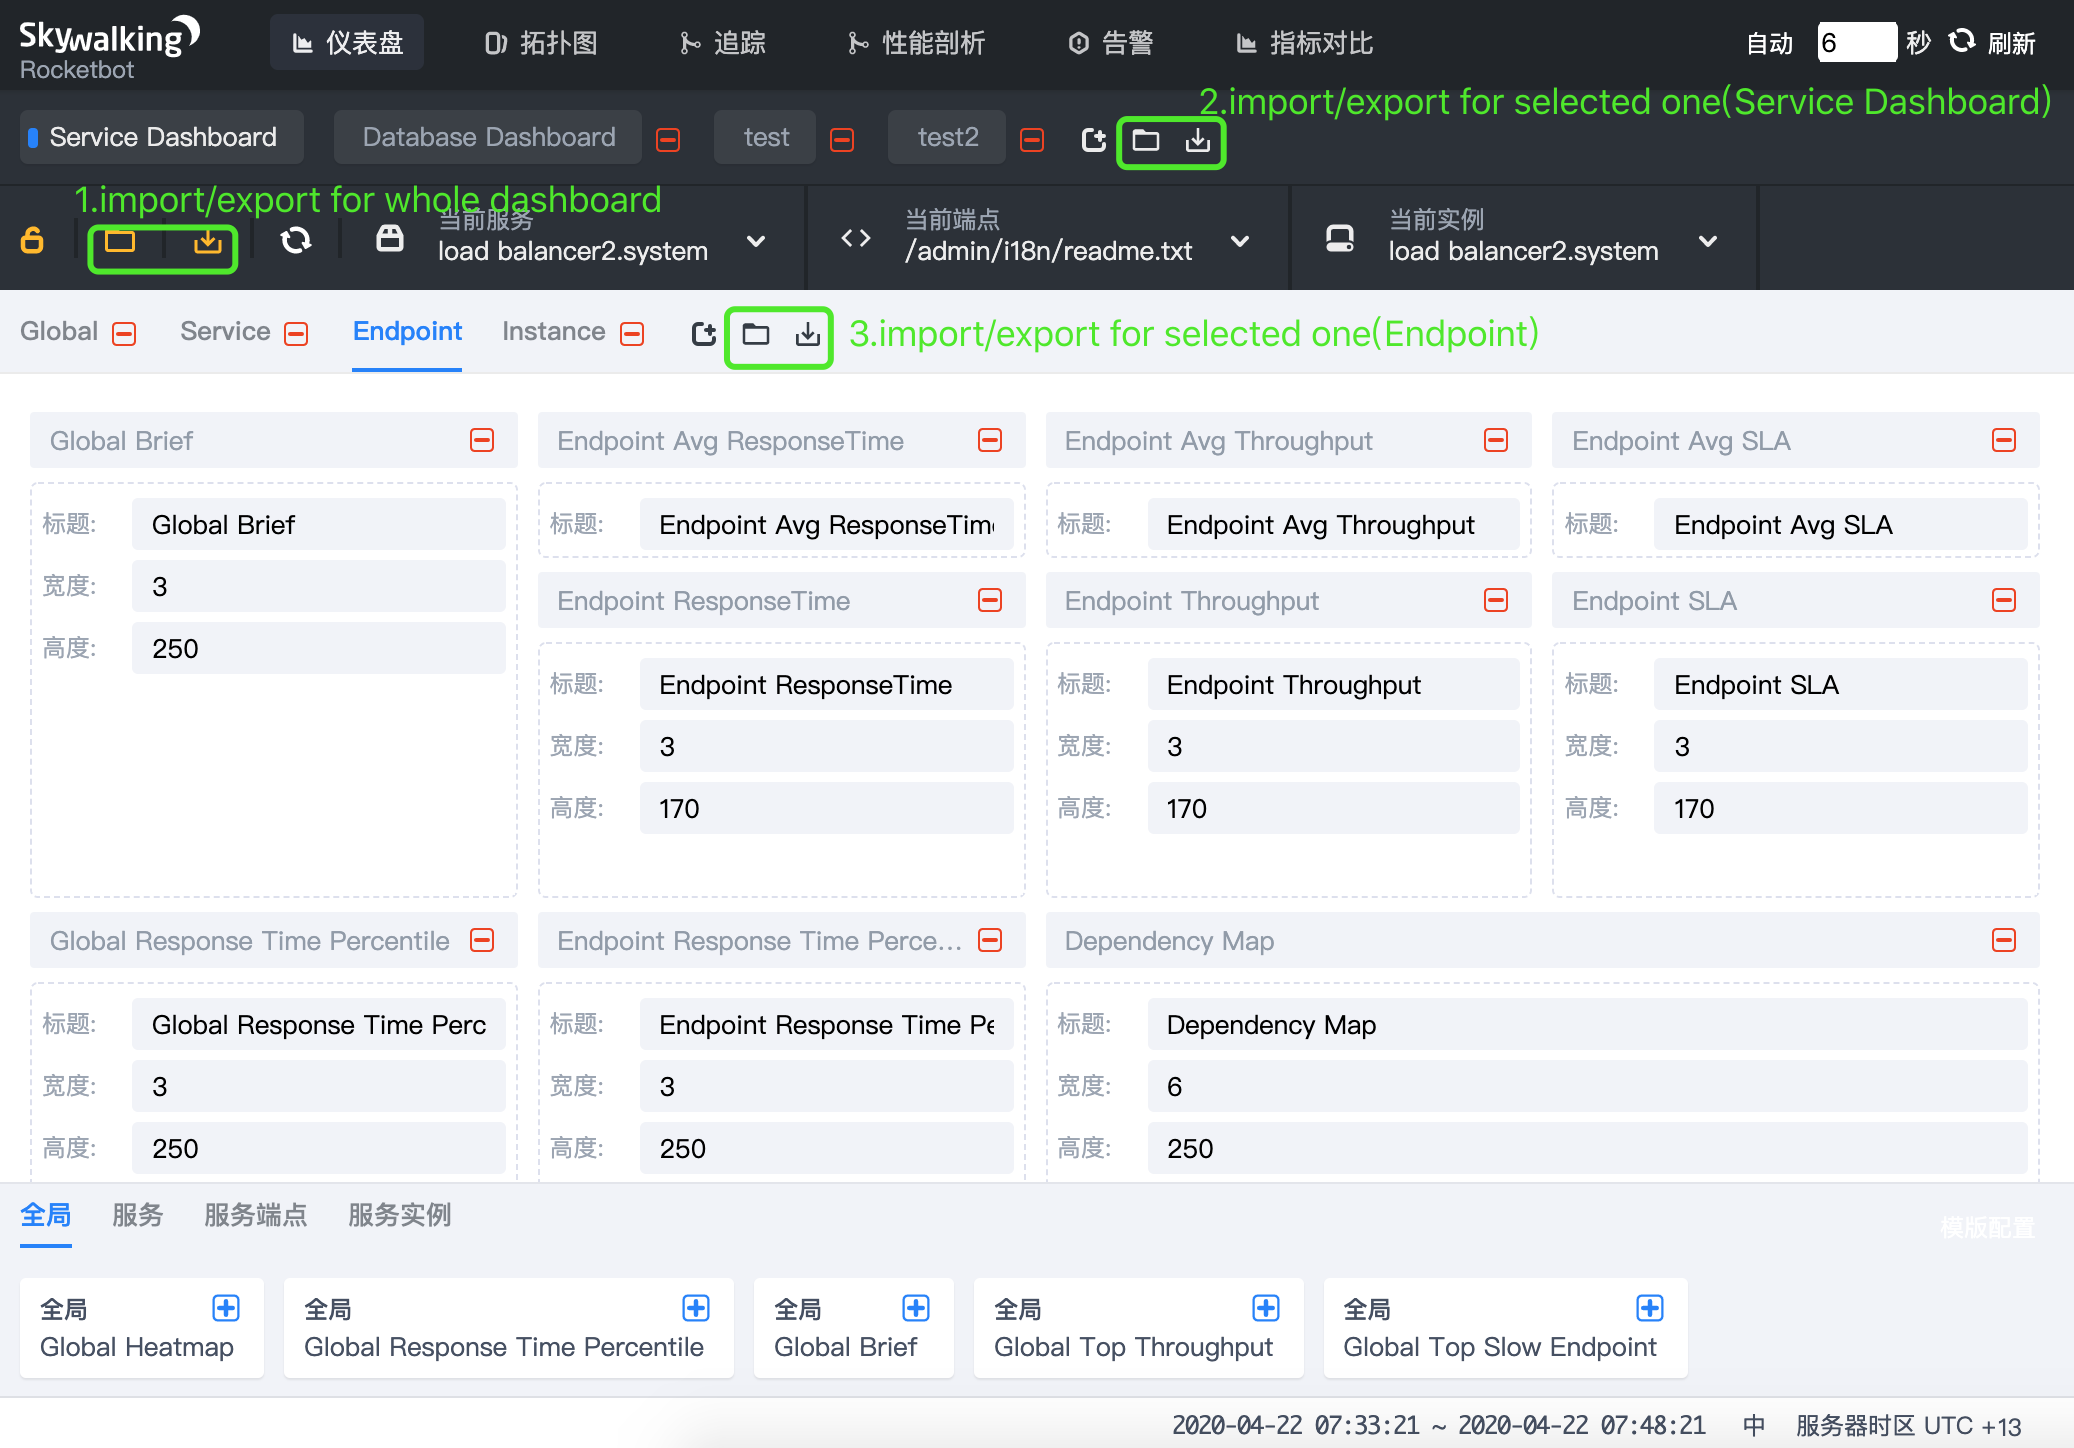 Skywalking
Rocketbot
仪表盘
拓扑图
追踪
性能剖析
告警
指标对比
自动
6
秒
刷新
2.import/export for selected one(Service Dashboard)
Service Dashboard
Database Dashboard
test
test2
1.import/export for whole dashboard
当前服务
load balancer2.system
当前端点
/admin/i18n/readme.txt
当前实例
load balancer2.system
Global
Service
Endpoint
Instance
3.import/export for selected one(Endpoint)
Global Brief
Endpoint Avg ResponseTime
Endpoint Avg Throughput
Endpoint Avg SLA
标题:
Global Brief
宽度:
3
高度:
250
标题:
Endpoint Avg ResponseTim
标题:
Endpoint Avg Throughput
标题:
Endpoint Avg SLA
Endpoint ResponseTime
Endpoint Throughput
Endpoint SLA
标题:
Endpoint ResponseTime
宽度:
3
高度:
170
标题:
Endpoint Throughput
宽度:
3
高度:
170
标题:
Endpoint SLA
宽度:
3
高度:
170
Global Response Time Percentile
Endpoint Response Time Perce...
Dependency Map
标题:
Global Response Time Perc
宽度:
3
高度:
250
标题:
Endpoint Response Time Pe
宽度:
3
高度:
250
标题:
Dependency Map
宽度:
6
高度:
250
全局
服务
服务端点
服务实例
模版配置
全局
Global Heatmap
全局
Global Response Time Percentile
全局
Global Brief
全局
Global Top Throughput
全局
Global Top Slow Endpoint
2020-04-22 07:33:21 ~ 2020-04-22 07:48:21
中
服务器时区 UTC +13